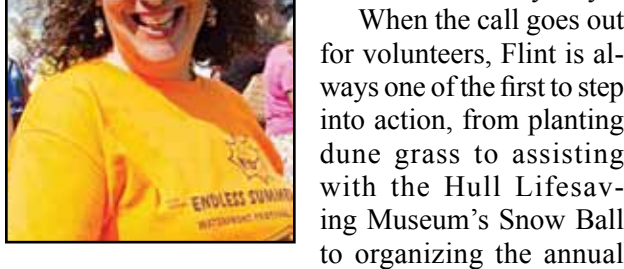 When the call goes out
for volunteers, Flint is al-
ways one of the first to step
into action, from planting
dune grass to assisting
with the Hull Lifesav-
ing Museum's Snow Ball
to organizing the annual
ENDLESS SUMMER
WATERFRONT FESTIVAL